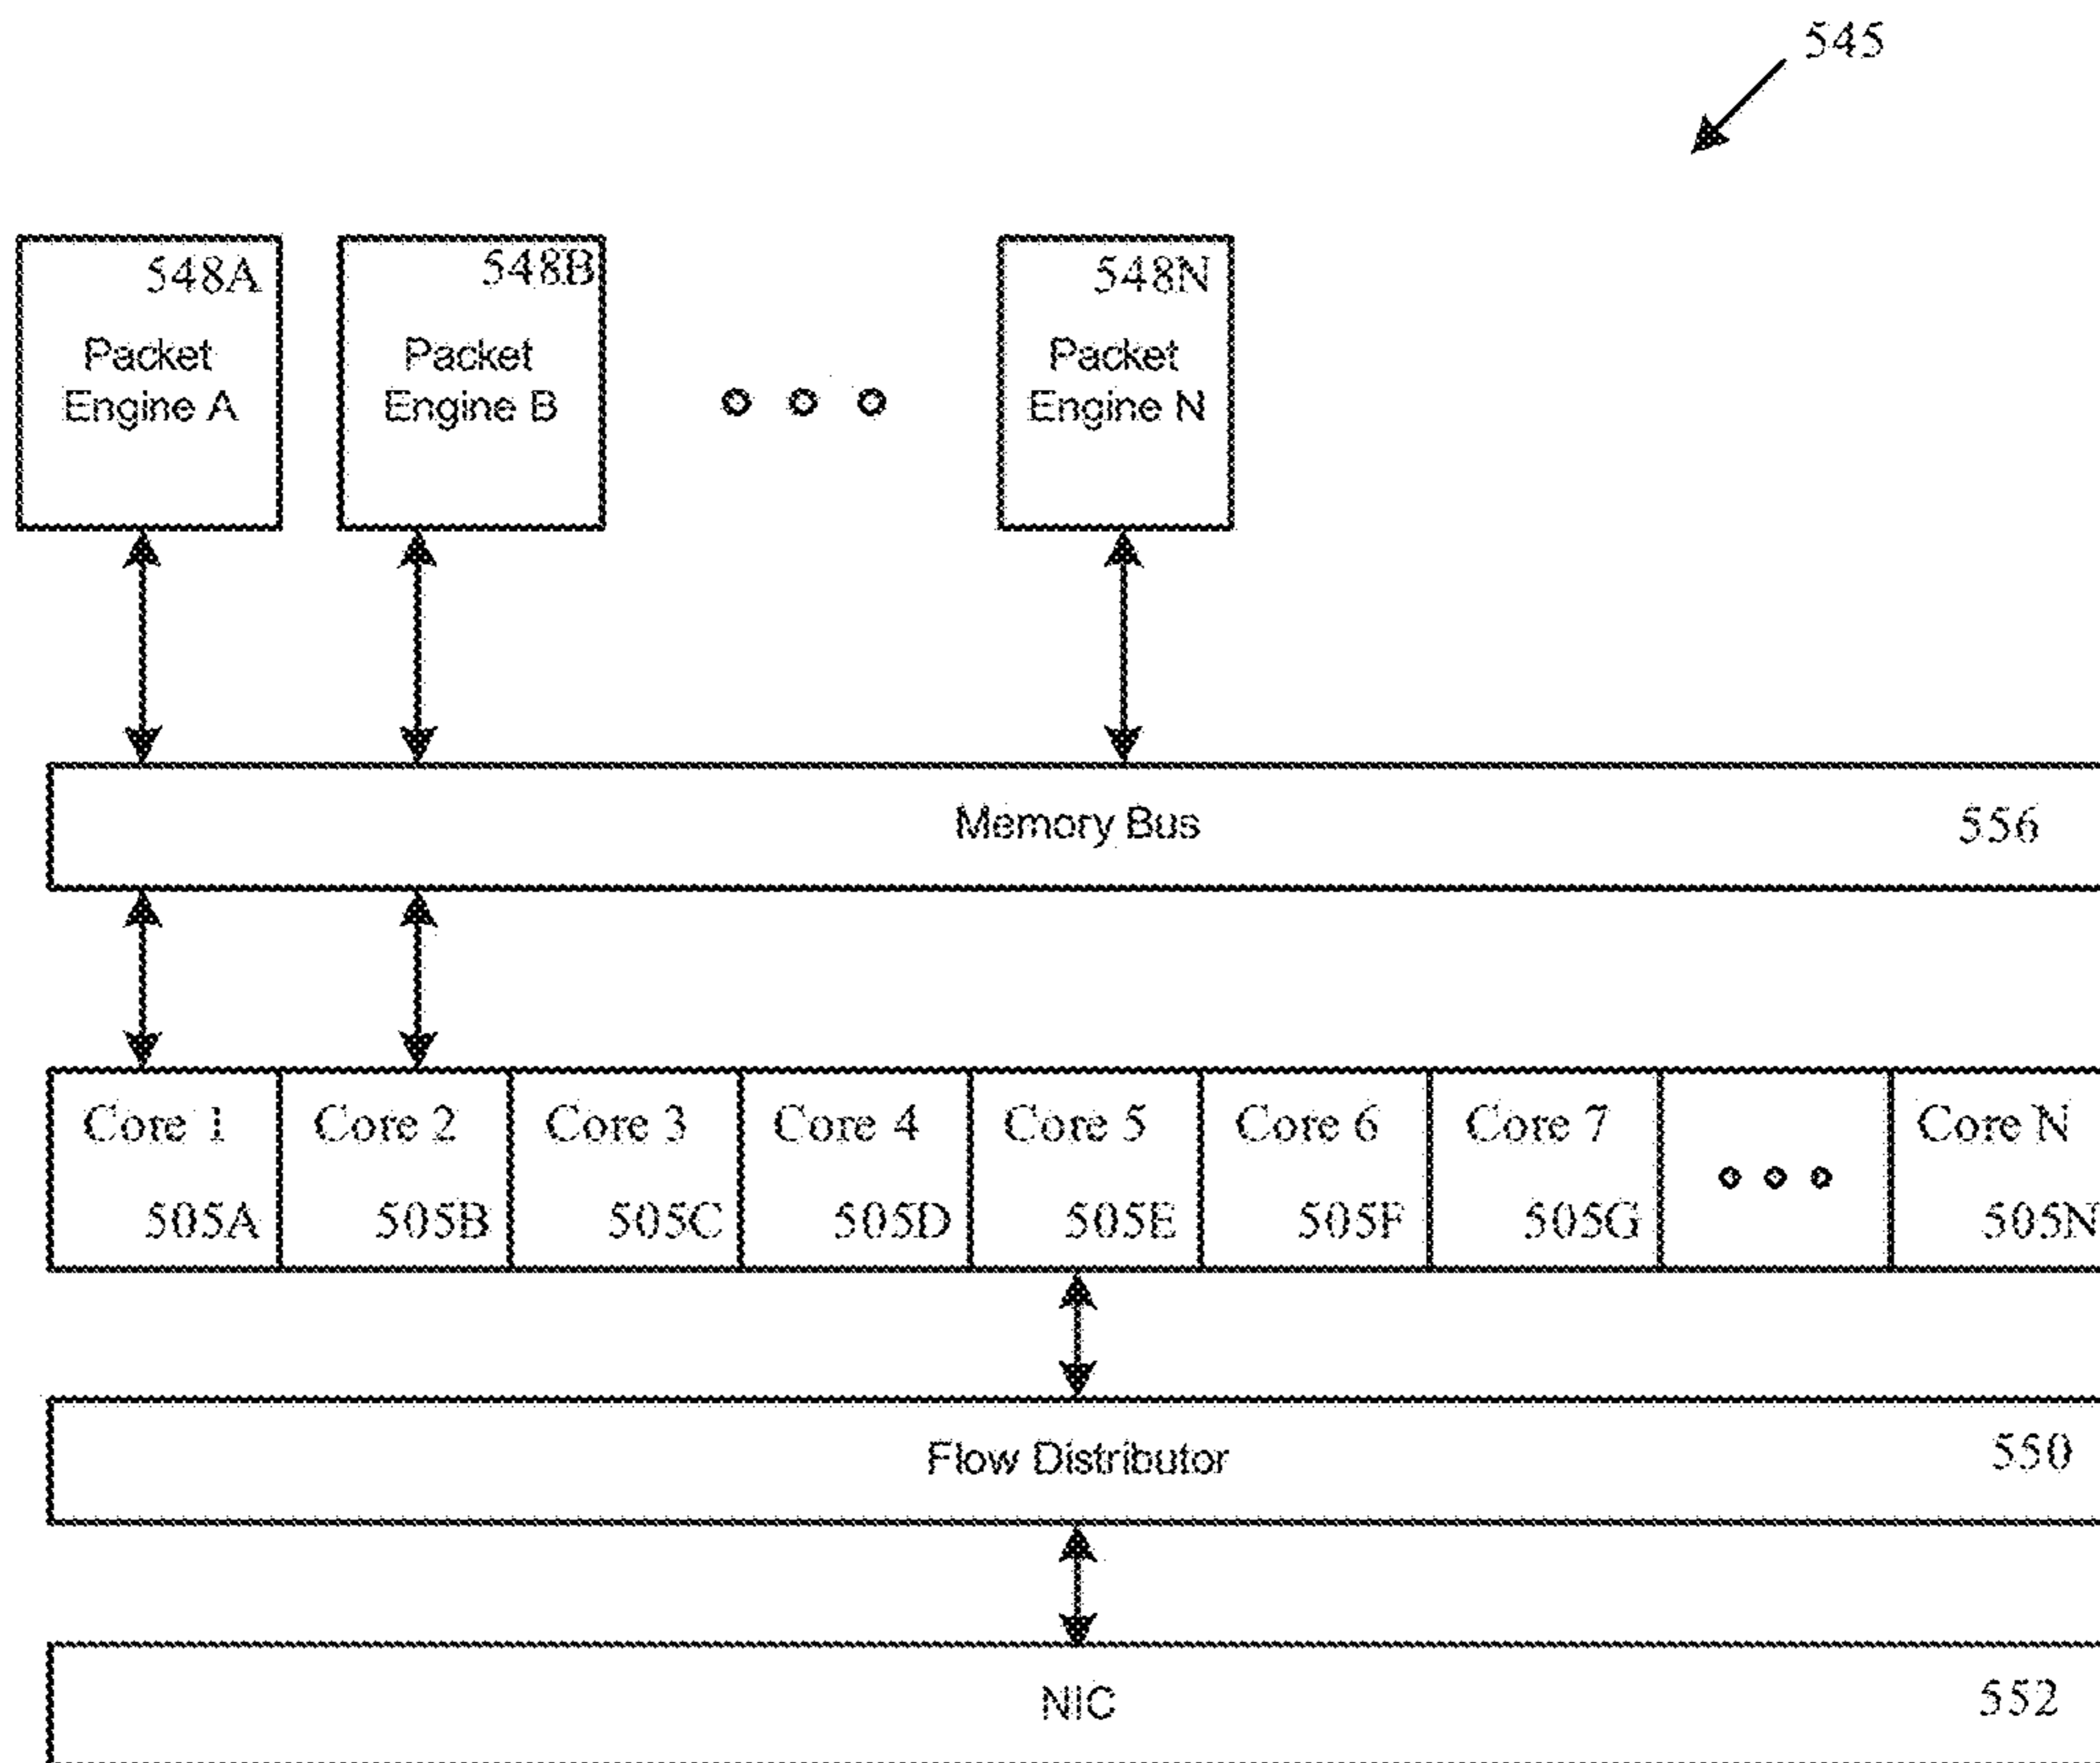 545
548A
Packet
Engine A
548B
Packet
Engine B
548N
Packet
Engine N
Memory Bus
556
Core 1
505A
Core 2
505B
Core 3
505C
Core 4
505D
Core 5
505E
Core 6
505F
Core 7
505G
Core N
505N
Flow Distributor
550
NIC
552